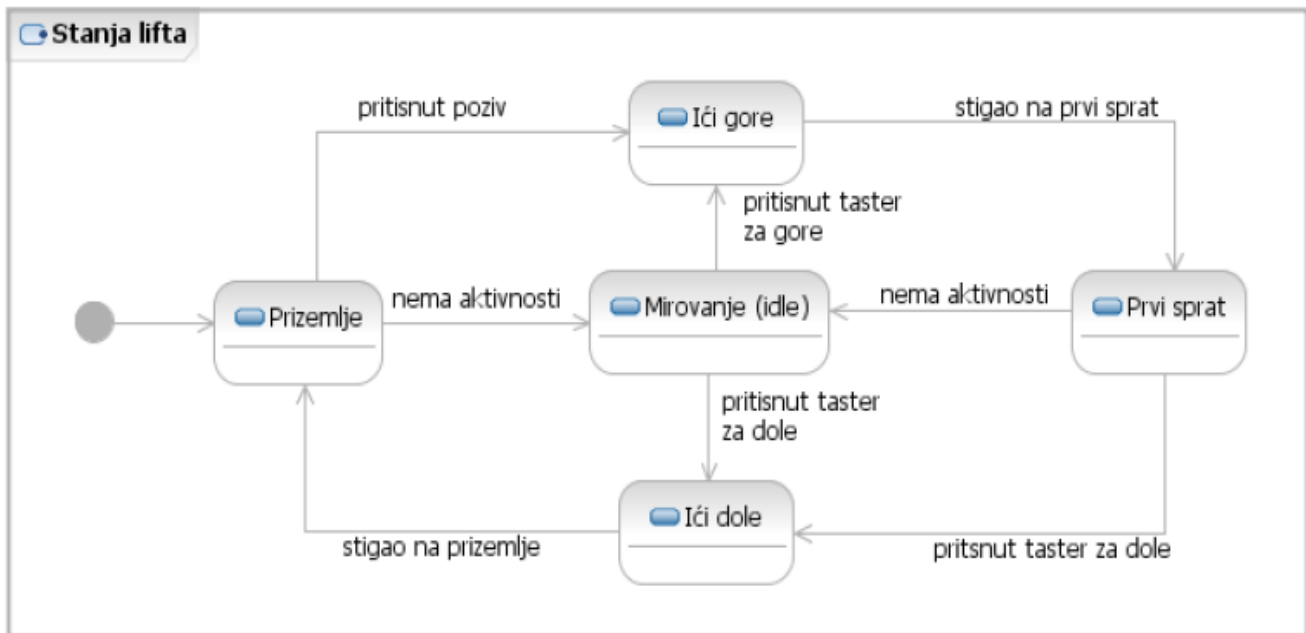 Stanja lifta
pritisnut poziv
Ići gore
stigao na prvi sprat
pritisnut taster
za gore
Prizemlje
nema aktivnosti
Mirovanje (idle)
nema aktivnosti
Prvi sprat
pritisnut taster
za dole
Ići dole
stigao na prizemlje
pritsnut taster za dole